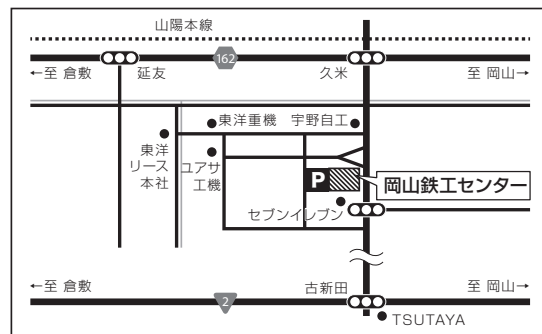 山陽本線
162
←至 倉敷
延友
久米
至 岡山→
東洋重機
宇野自工
東洋
リース
本社
ユアサ
工機
P
岡山鉄工センター
セブンイレブン
←至 倉敷
古新田
至 岡山→
2
TSUTAYA